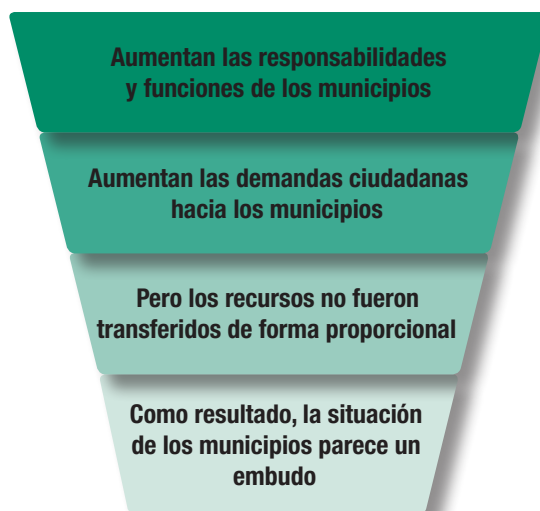 Aumentan las responsabilidades
y funciones de los municipios
Aumentan las demandas ciudadanas
hacia los municipios
Pero los recursos no fueron
transferidos de forma proporcional
Como resultado, la situación
de los municipios parece un
embudo